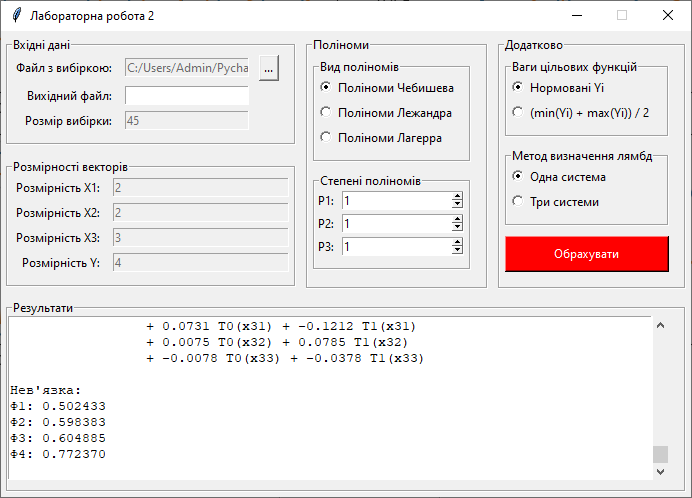 Лабораторна робота 2
Вхідні дані
Файл з вибіркою: C:/Users/Admin/Pycha ...
Вихідний файл:
Розмір вибірки: 45
Розмірності векторів
Розмірність X1: 2
Розмірність X2: 2
Розмірність X3: 3
Розмірність Y: 4
Поліноми
Вид поліномів
Поліноми Чебишева
Поліноми Лежандра
Поліноми Лагерра
Степені поліномів
P1: 1
P2: 1
P3: 1
Додатково
Ваги цільових функцій
Нормовані Yi
(min(Yi) + max(Yi)) / 2
Метод визначення лямбд
Одна система
Три системи
Обрахувати
Результати
+ 0.0731 T0(x31) + -0.1212 T1(x31)
+ 0.0075 T0(x32) + 0.0785 T1(x32)
+ -0.0078 T0(x33) + -0.0378 T1(x33)
Нев'язка:
Ф1: 0.502433
Ф2: 0.598383
Ф3: 0.604885
Ф4: 0.772370